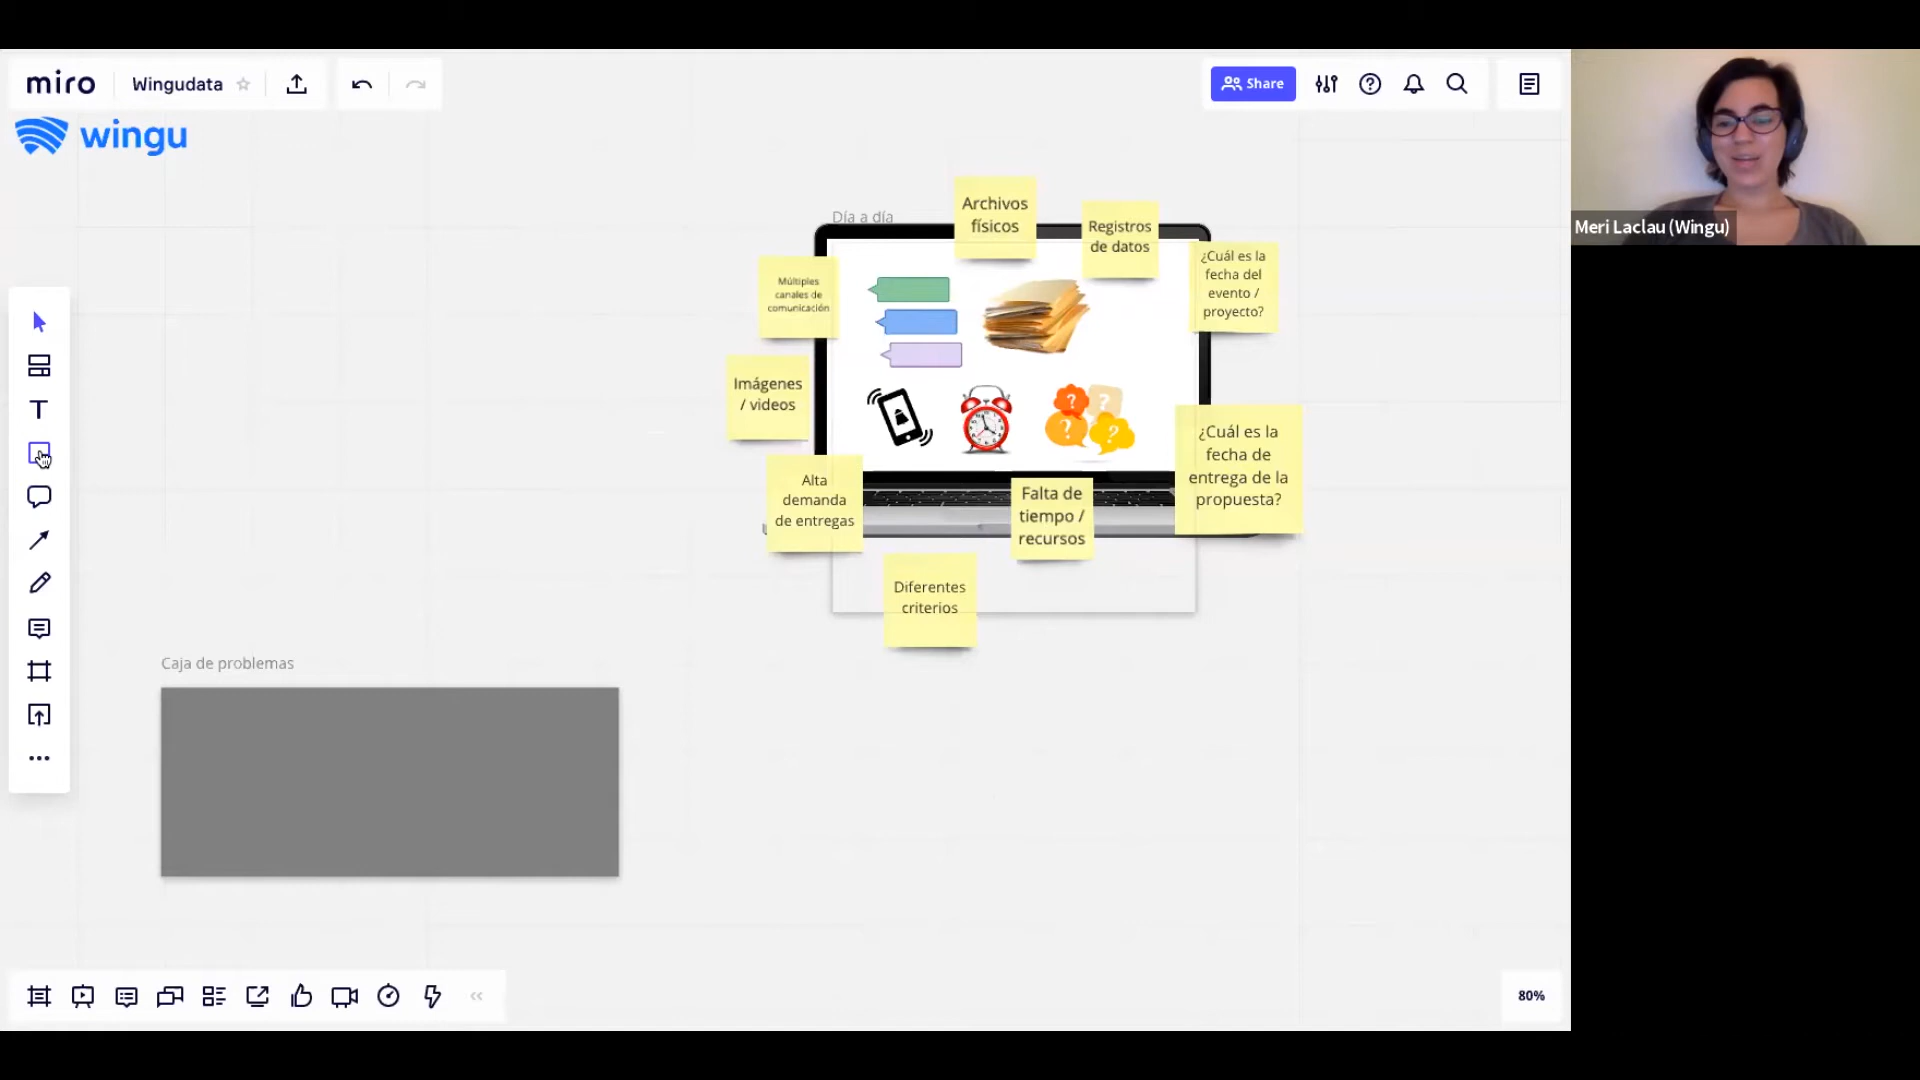 miro
Wingudata
Share
wingu
Meri Laclau (Wingu)
Día a día
Archivos
físicos
Registros
de datos
¿Cuál es la
fecha del
evento /
proyecto?
Múltiples
canales de
comunicación
Imágenes
/ videos
¿Cuál es la
fecha de
entrega de la
propuesta?
Alta
demanda
de entregas
Falta de
tiempo /
recursos
Diferentes
criterios
Caja de problemas
80%